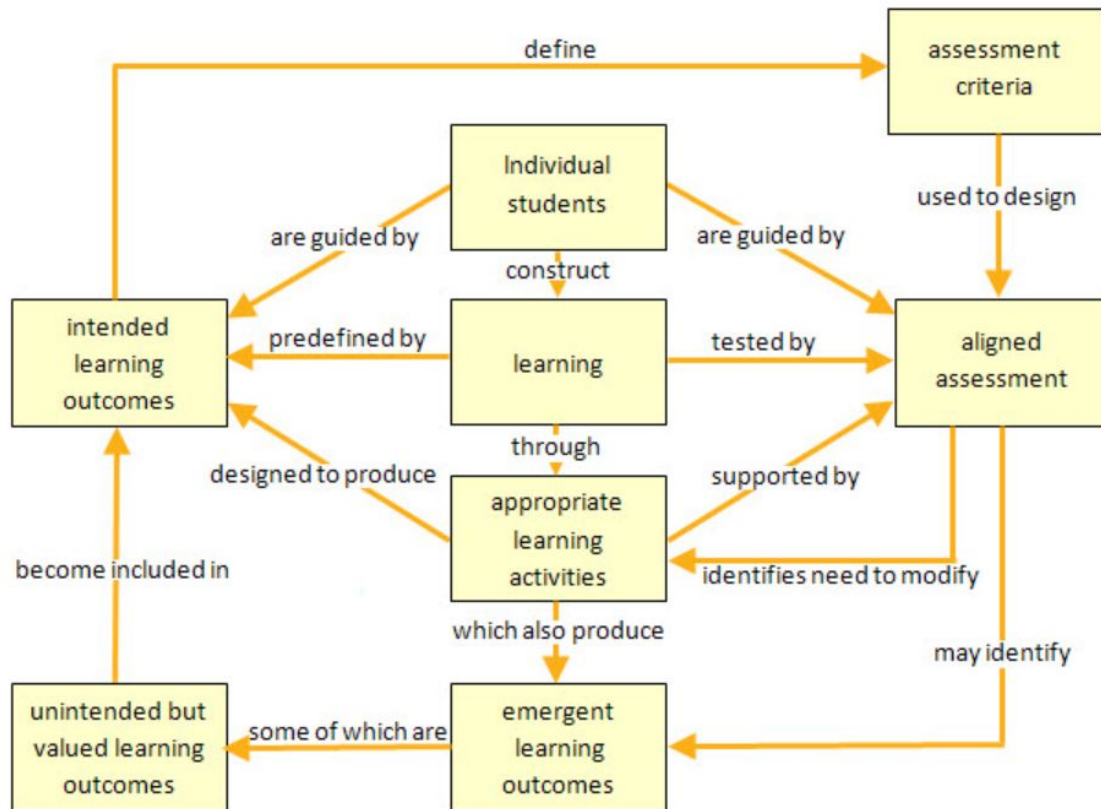 define
assessment
criteria
Individual
students
used to design
are guided by
are guided by
construct
intended
learning
outcomes
predefined by
learning
tested by
aligned
assessment
through
designed to produce
supported by
appropriate
learning
activities
become included in
identifies need to modify
which also produce
may identify
unintended but
valued learning
outcomes
some of which are
emergent
learning
outcomes